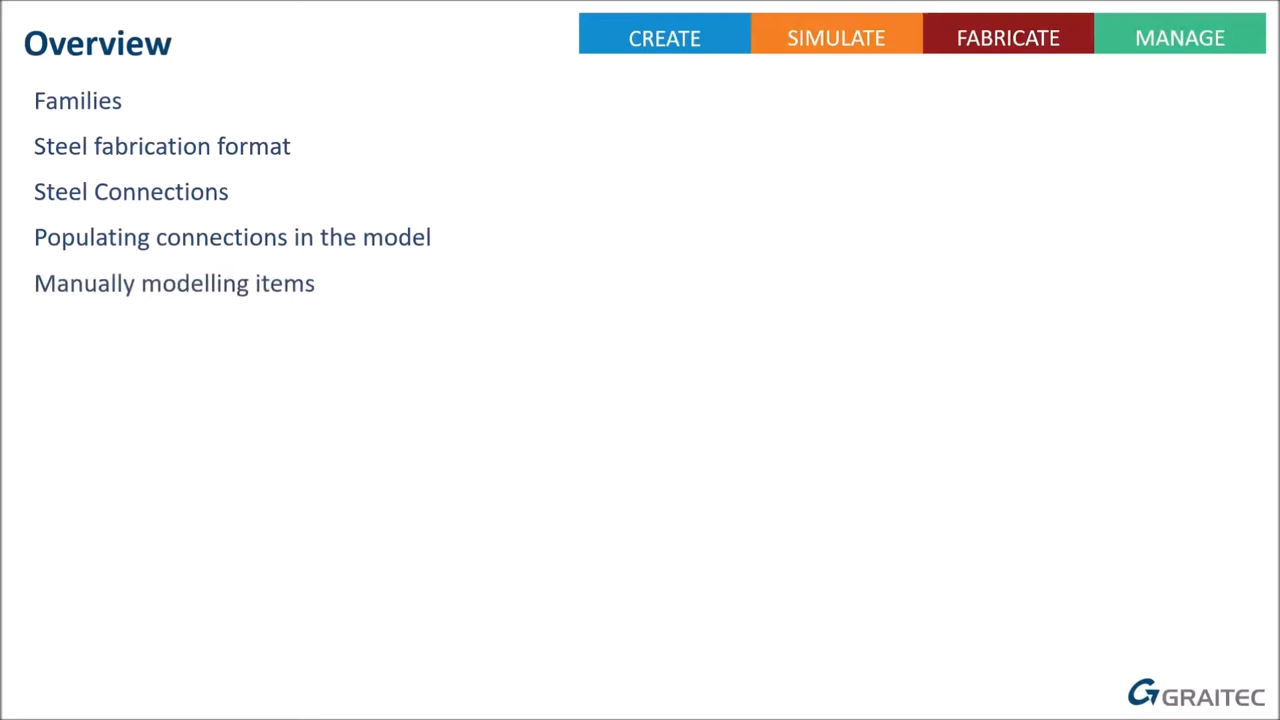 Overview
CREATE
SIMULATE
FABRICATE
MANAGE
Families
Steel fabrication format
Steel Connections
Populating connections in the model
Manually modelling items
GRAITEC